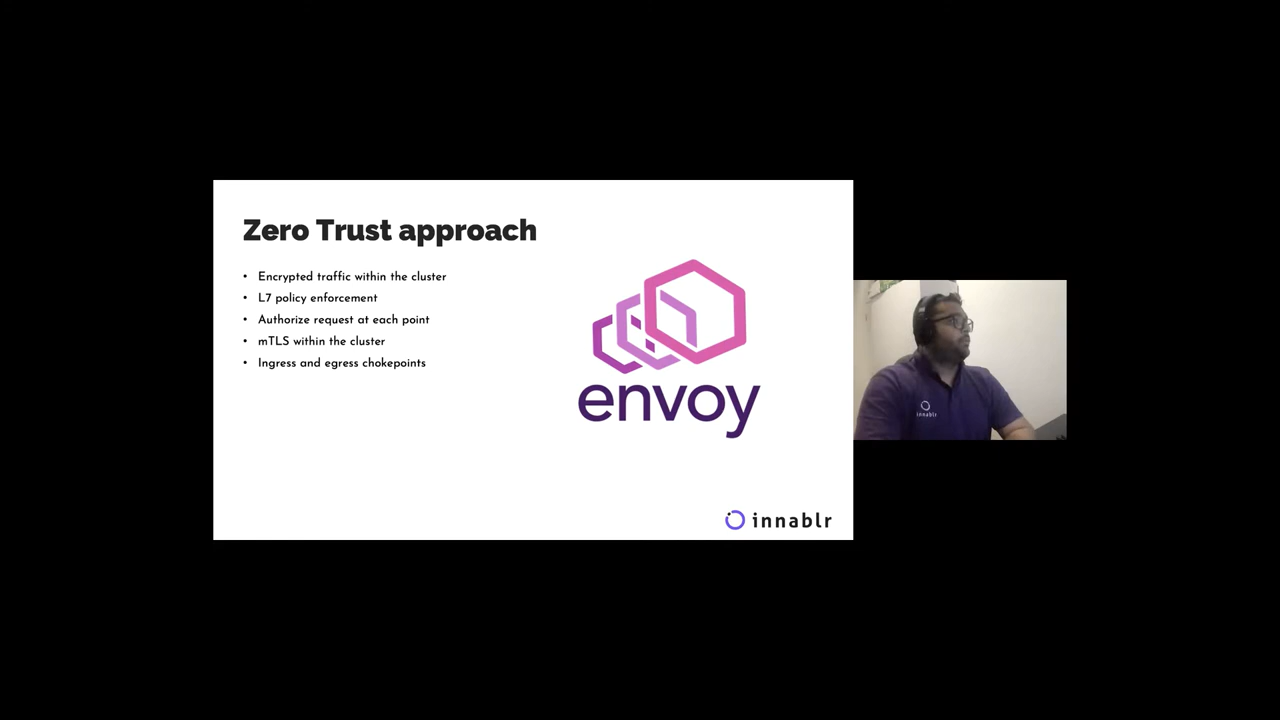 Zero Trust approach
• Encrypted traffic within the cluster
• L7 policy enforcement
• Authorize request at each point
• mTLS within the cluster
• Ingress and egress chokepoints
envoy
innablr
innablr